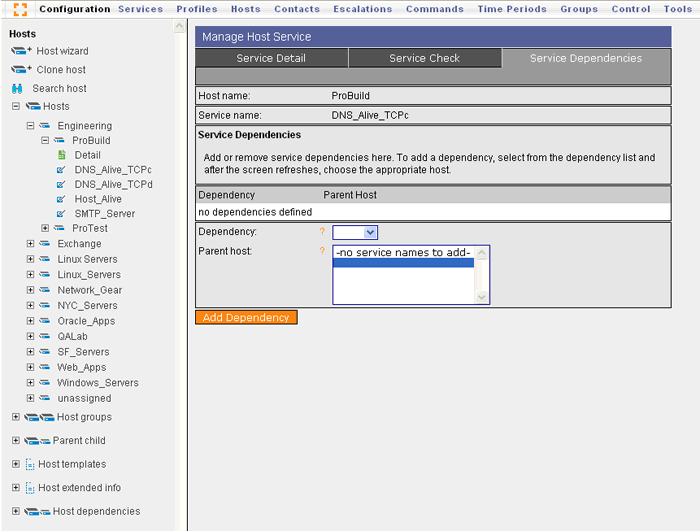 Configuration Services Profiles Hosts Contacts Escalations Commands Time Periods Groups Control Tools
Hosts
Host wizard
Clone host
Search host
Hosts
Engineering
ProBuild
Detail
DNS_Alive_TCPc
DNS_Alive_TCPd
Host_Alive
SMTP_Server
ProTest
Exchange
Linux Servers
Linux_Servers
Network_Gear
NYC_Servers
Oracle_Apps
QALab
SF_Servers
Web_Apps
Windows_Servers
unassigned
Host groups
Parent child
Host templates
Host extended info
Host dependencies
Manage Host Service
Service Detail Service Check Service Dependencies
Host name: ProBuild
Service name: DNS_Alive_TCPc
Service Dependencies
Add or remove service dependencies here. To add a dependency, select from the dependency list and
after the screen refreshes, choose the appropriate host.
Dependency Parent Host
no dependencies defined
Dependency: ?
Parent host: ? -no service names to add-
Add Dependency